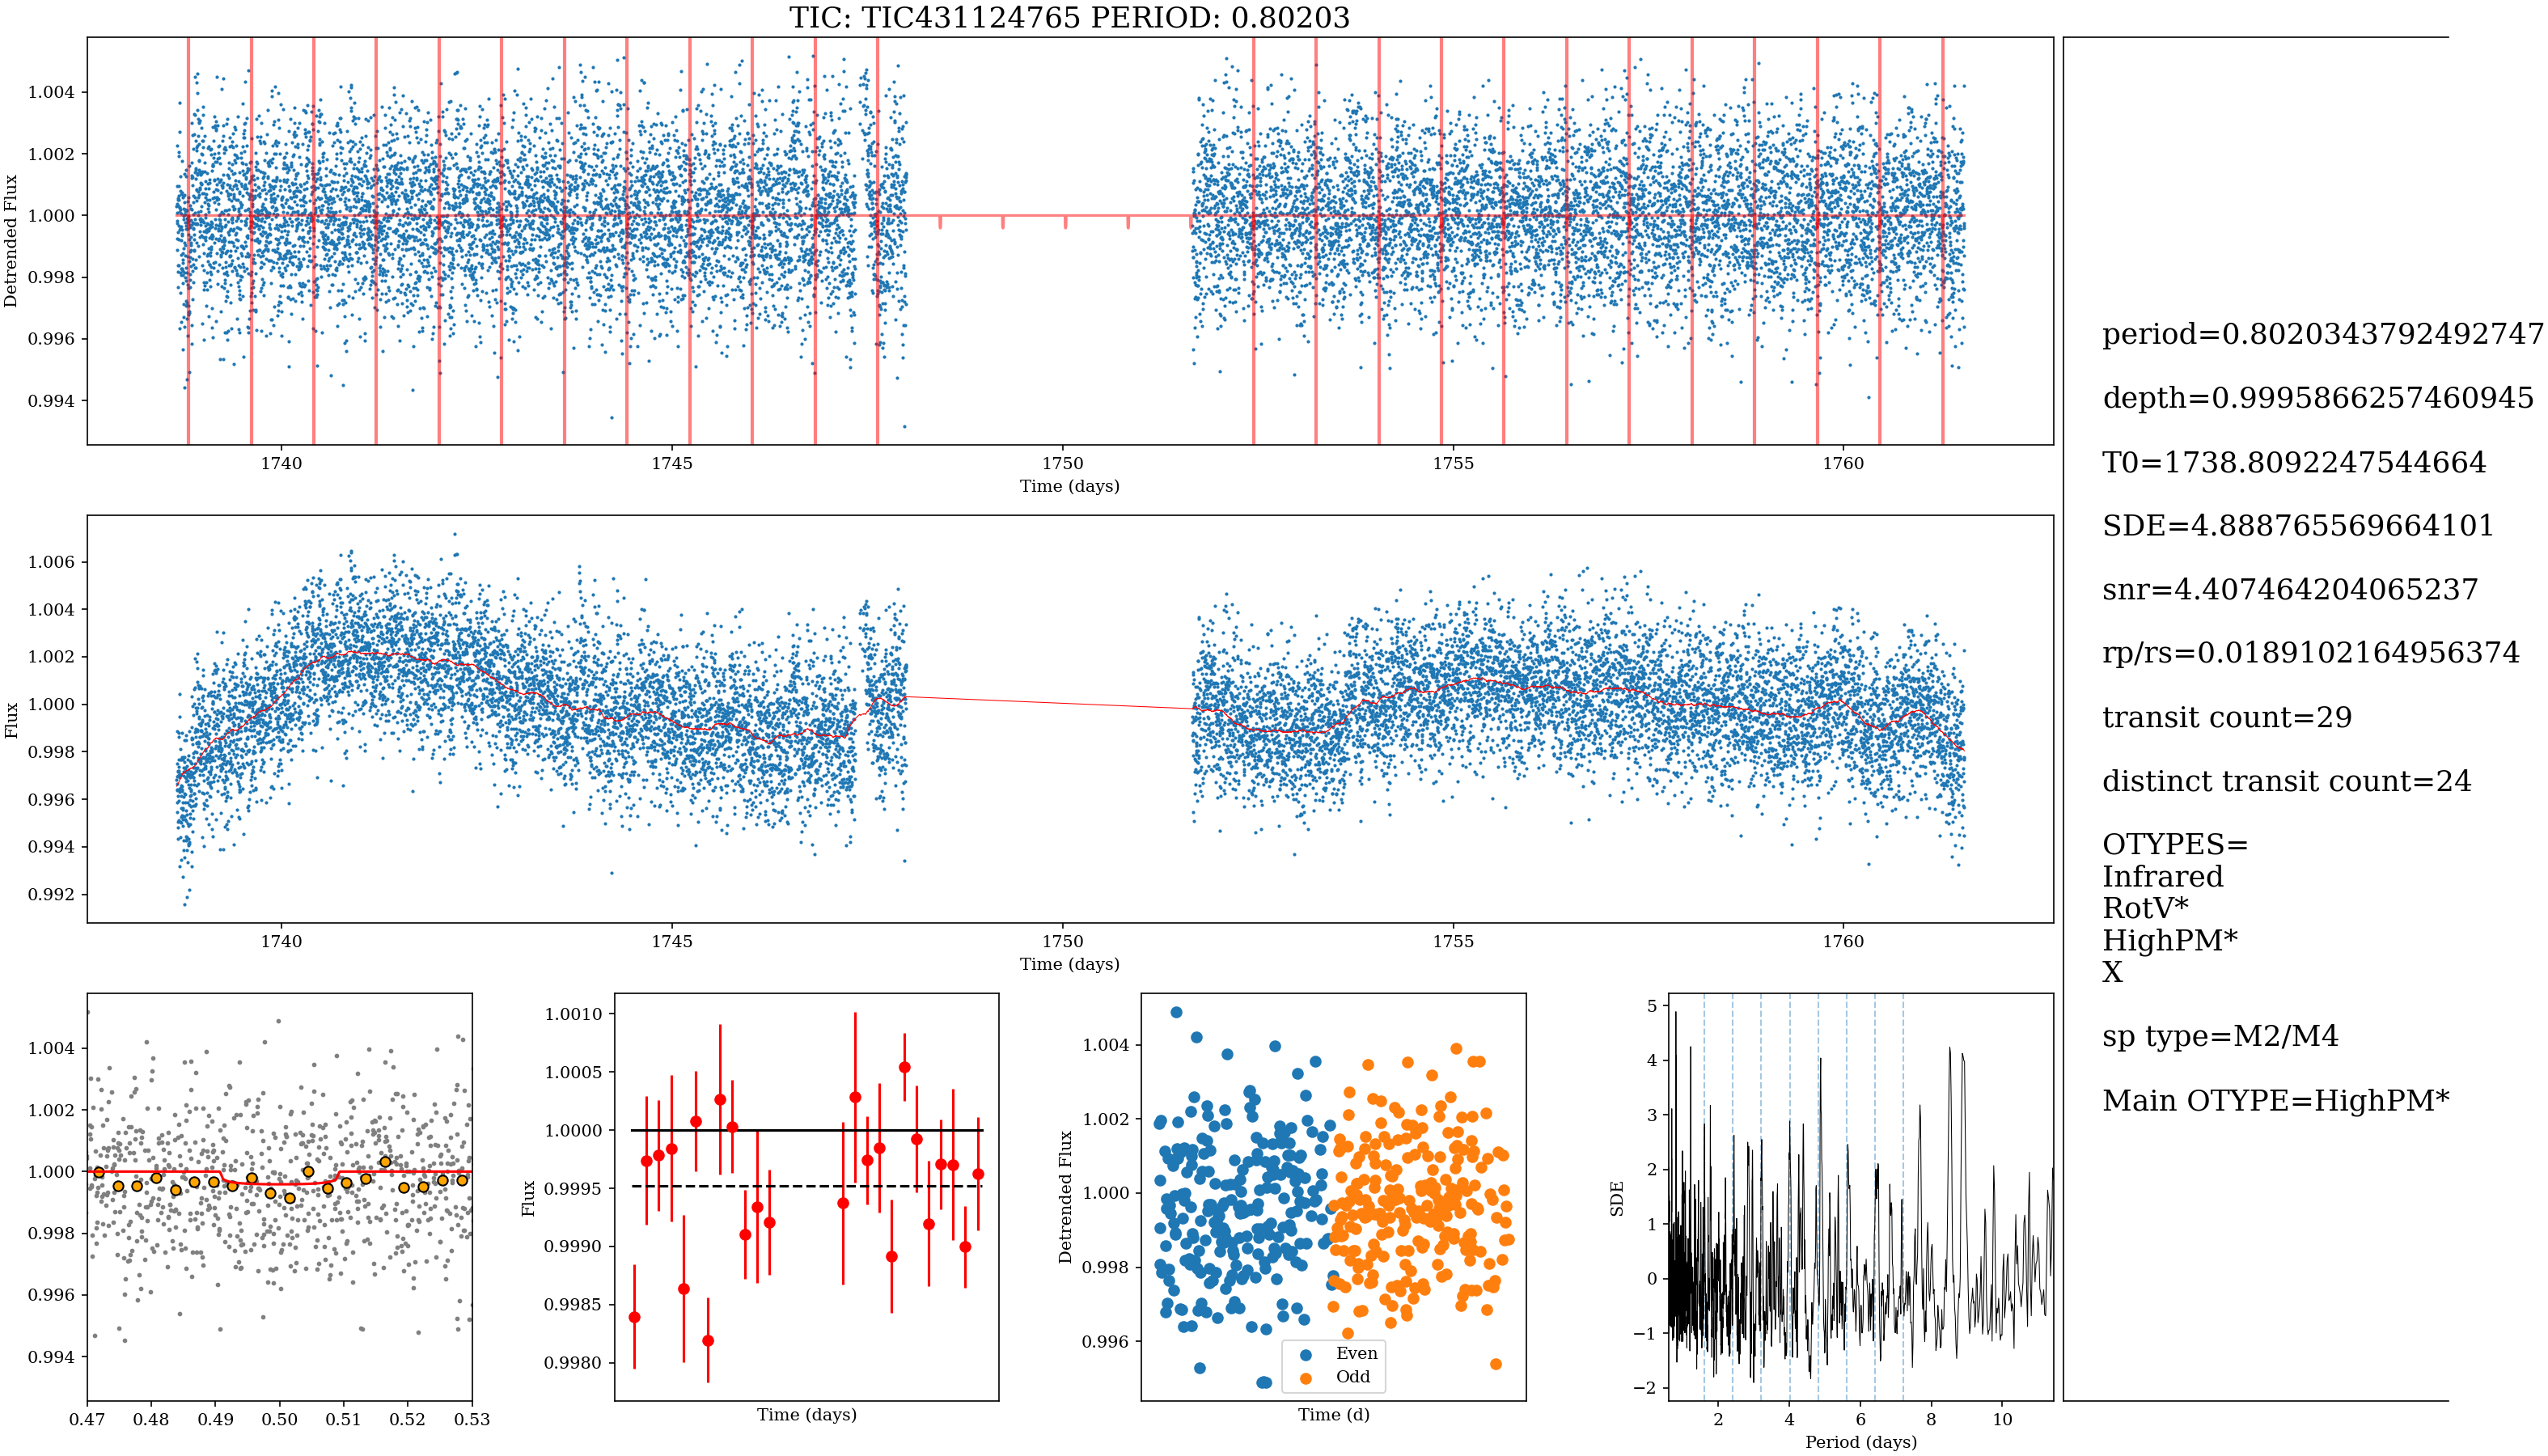 TIC: TIC431124765 PERIOD: 0.80203
Detrended Flux
1.004
1.002
1.000
0.998
0.996
0.994
1740 1745 1750 1755 1760
Time (days)
Flux
1.006
1.004
1.002
1.000
0.998
0.996
0.994
0.992
1740 1745 1750 1755 1760
Time (days)
1.004
1.002
1.000
0.998
0.996
0.994
0.47 0.48 0.49 0.50 0.51 0.52 0.53
Flux
1.0010
1.0005
1.0000
0.9995
0.9990
0.9985
0.9980
Time (days)
Detrended Flux
1.004
1.002
1.000
0.998
0.996
Even
Odd
Time (d)
SDE
5
4
3
2
1
0
−1
−2
2 4 6 8 10
Period (days)
period=0.8020343792492747
depth=0.9995866257460945
T0=1738.8092247544664
SDE=4.888765569664101
snr=4.407464204065237
rp/rs=0.0189102164956374
transit count=29
distinct transit count=24
OTYPES=
Infrared
RotV*
HighPM*
X
sp type=M2/M4
Main OTYPE=HighPM*